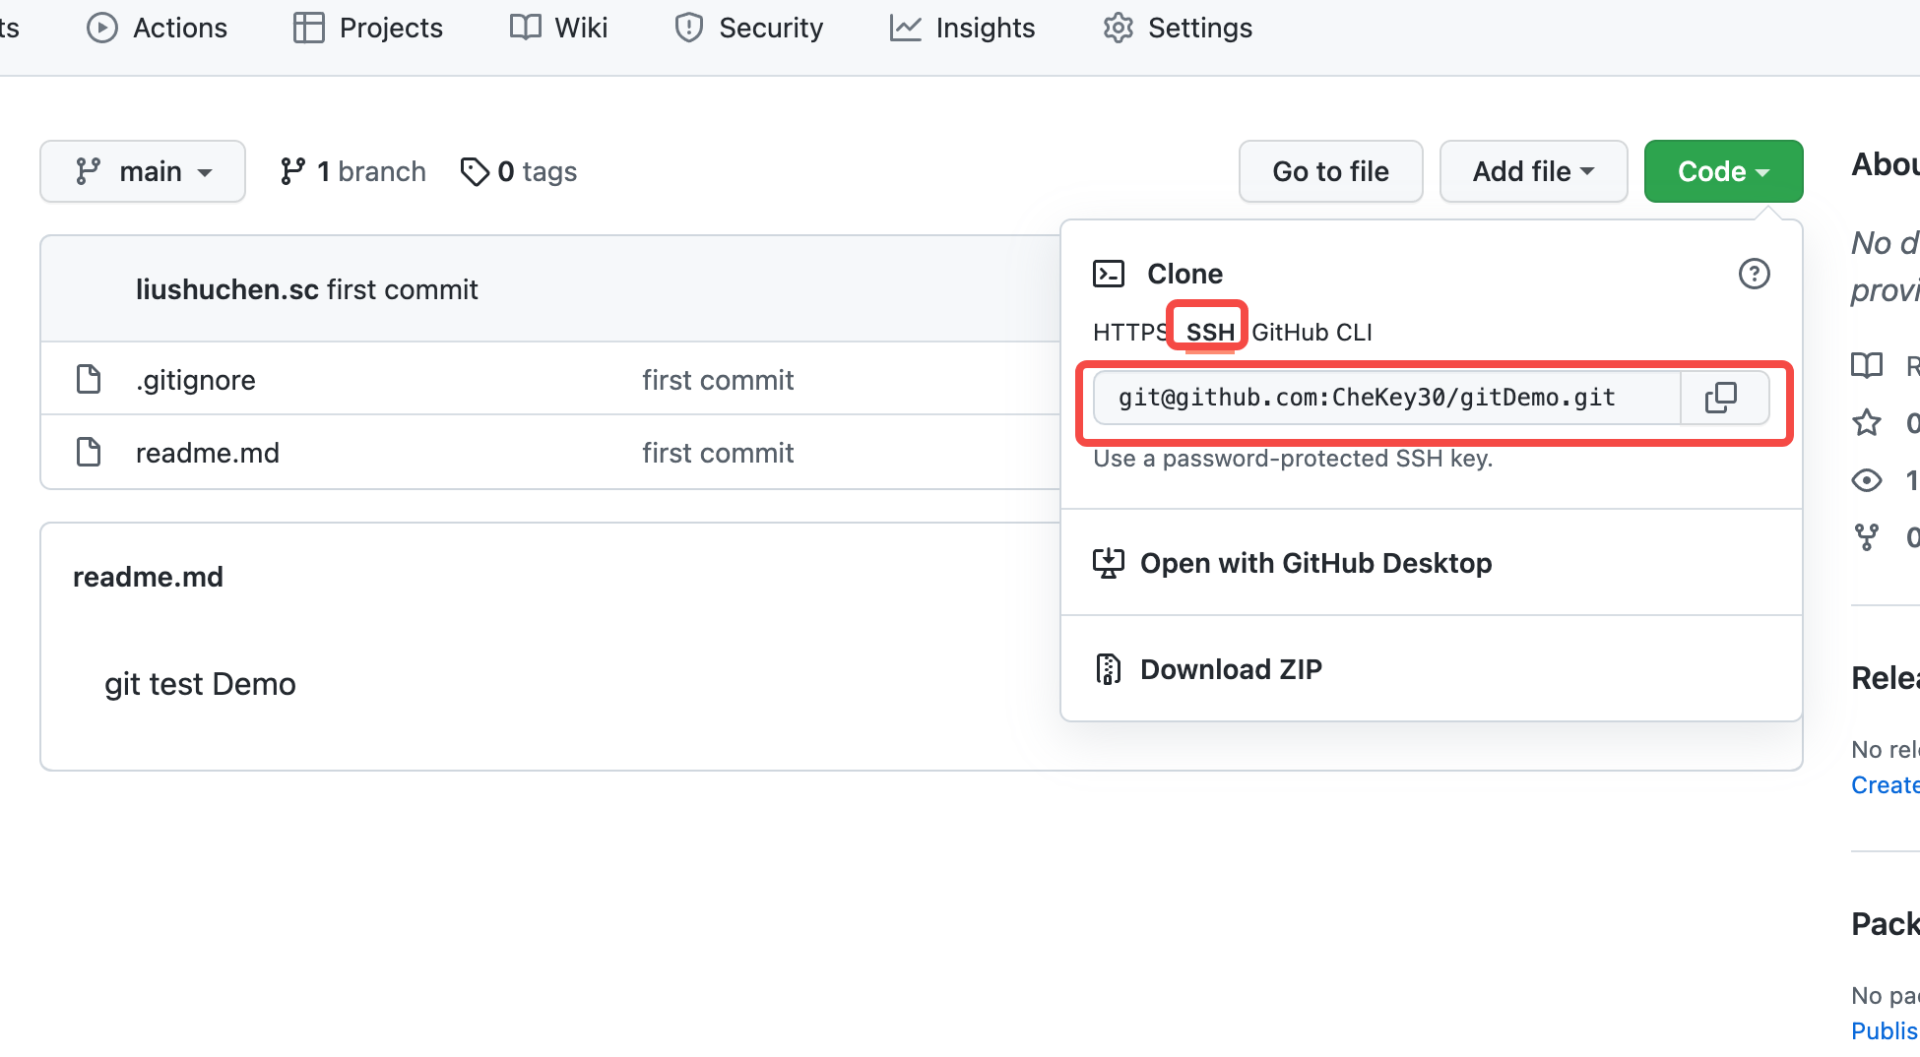 ts Actions Projects Wiki Security Insights Settings
main 1 branch 0 tags Go to file Add file Code
liushuchen.sc first commit
.gitignore first commit
readme.md first commit
readme.md
git test Demo
Clone
HTTPS SSH GitHub CLI
git@github.com:CheKey30/gitDemo.git
Use a password-protected SSH key.
Open with GitHub Desktop
Download ZIP
Abou
No d
provi
R
0
1
0
Relea
No rele
Create
Pack
No pac
Publis